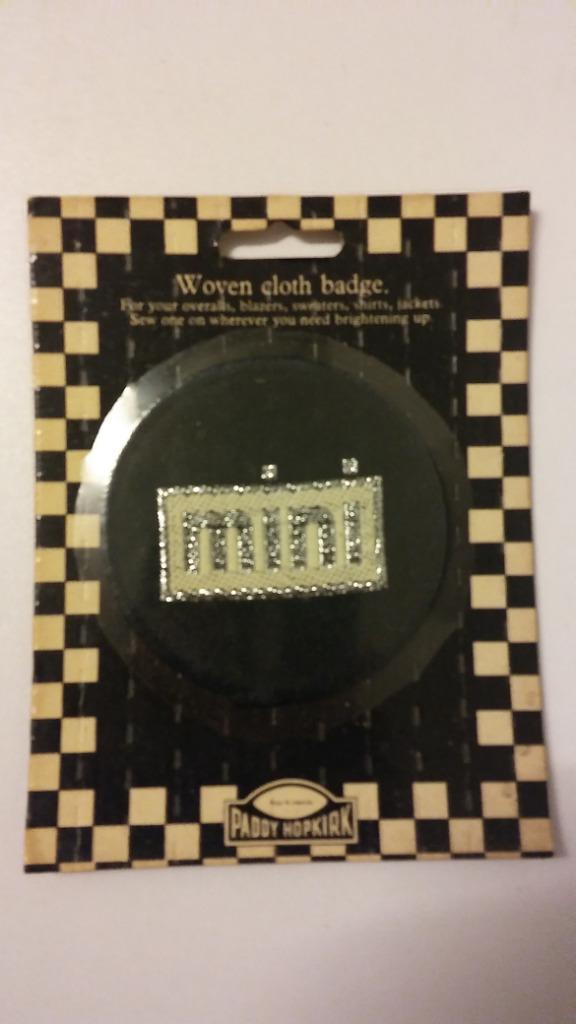 Woven cloth badge.
For your overalls, blazers, sweaters, shirts, jackets.
Sew one on wherever you need brightening up.
mini
PADDY HOPKIRK